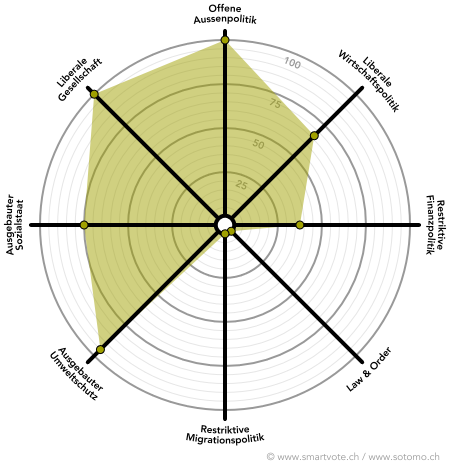 Offene
Aussenpolitik
Liberale
Wirtschaftspolitik
Liberale
Gesellschaft
100
75
50
25
Ausgebauter
Sozialstaat
Restriktive
Finanzpolitik
Ausgebauter
Umweltschutz
Law & Order
Restriktive
Migrationspolitik
© www.smartvote.ch / www.sotomo.ch